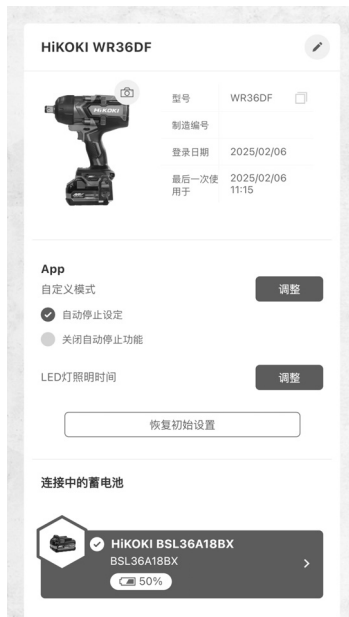 HiKOKI WR36DF
HiKOKI
型号 WR36DF
制造编号
登录日期 2025/02/06
最后一次使 2025/02/06
用于 11:15
App
自定义模式 调整
自动停止设定
关闭自动停止功能
LED灯照明时间 调整
恢复初始设置
连接中的蓄电池
HiKOKI BSL36A18BX
BSL36A18BX
50%